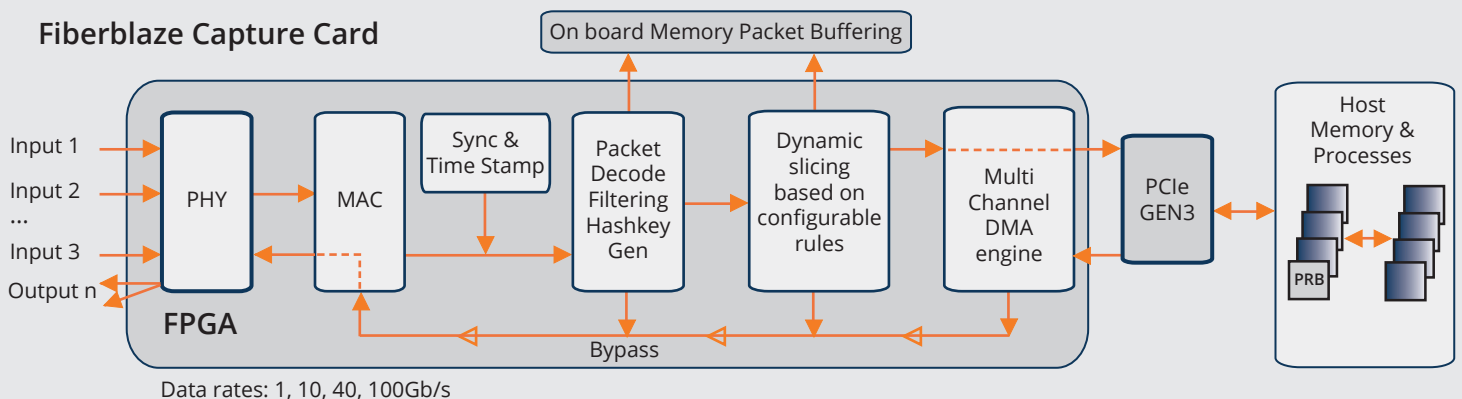 Fiberblaze Capture Card
On board Memory Packet Buffering
Input 1
Input 2
...
Input 3
Output n
PHY
MAC
Sync &
Time Stamp
Packet
Decode
Filtering
Hashkey
Gen
Dynamic
slicing
based on
configurable
rules
Multi
Channel
DMA
engine
PCIe
GEN3
Host
Memory &
Processes
PRB
FPGA
Bypass
Data rates: 1, 10, 40, 100Gb/s